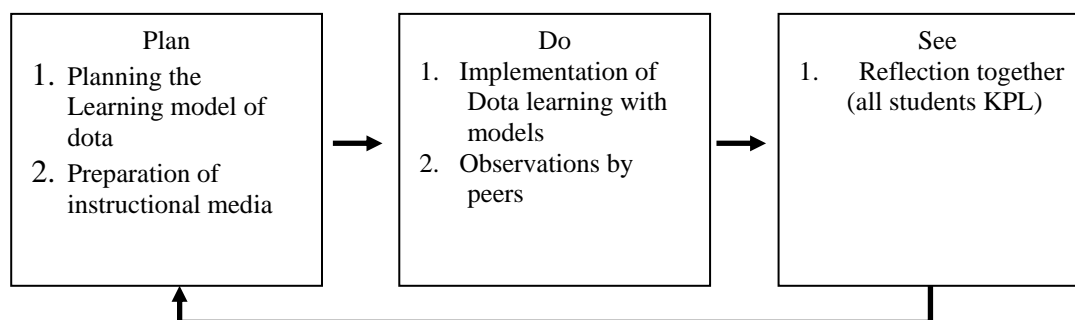 Plan
1. Planning the
Learning model of
dota
2. Preparation of
instructional media
Do
1. Implementation of
Dota learning with
models
2. Observations by
peers
See
1. Reflection together
(all students KPL)